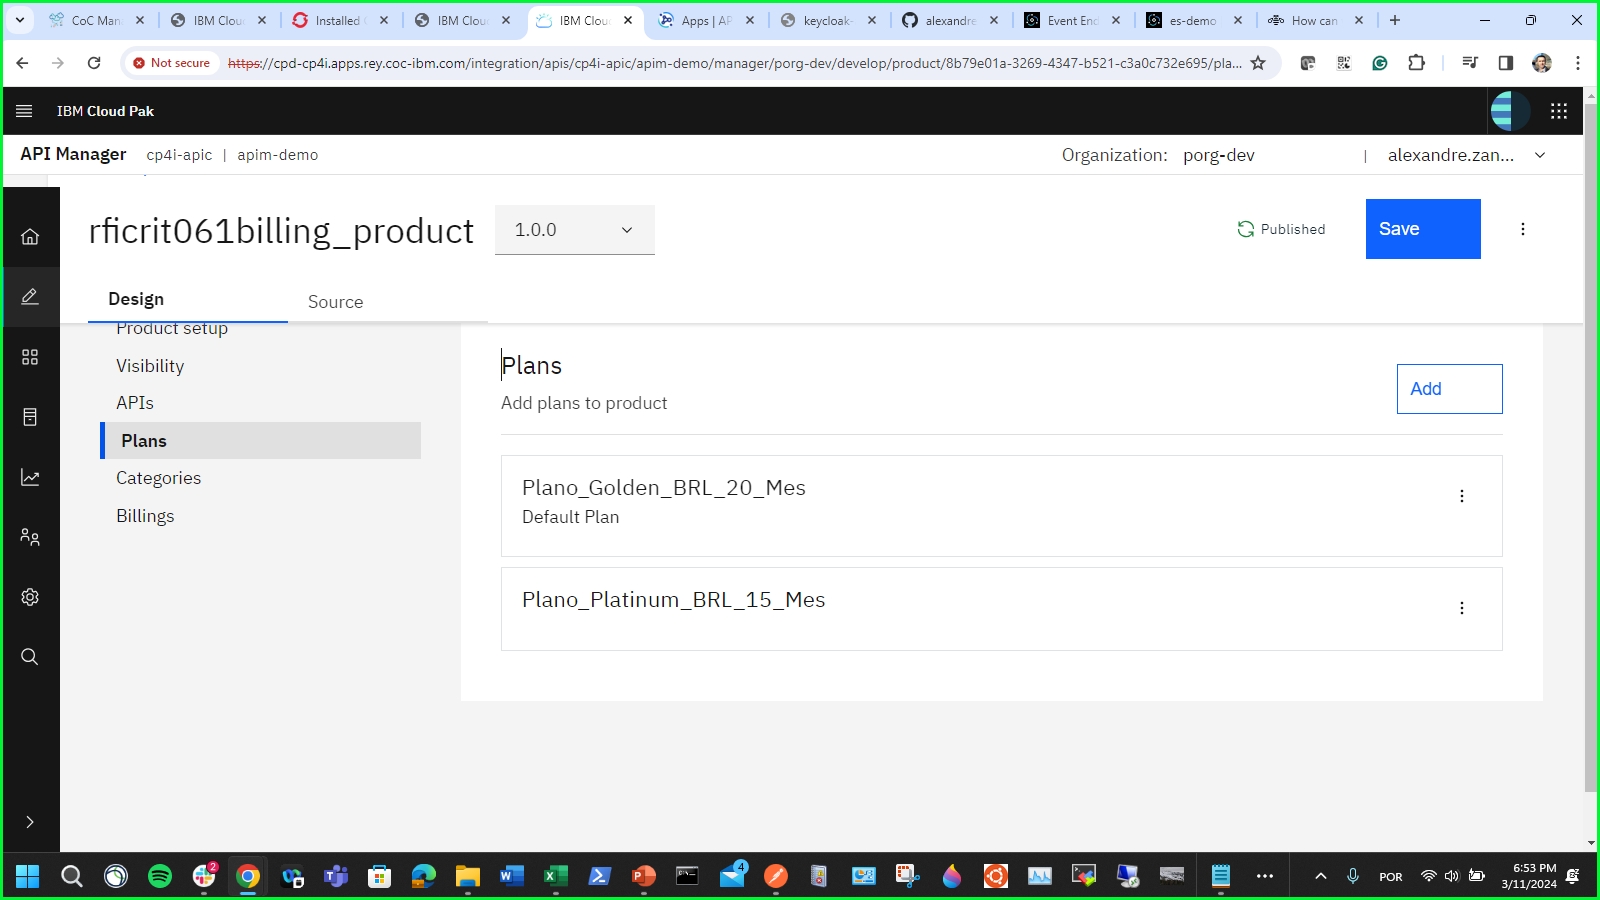 CoC Man
IBM Clou
Installed
IBM Clou
IBM Clou
Apps | AP
keycloak-
alexandre
Event End
es-demo
How can
Not secure
https://cpd-cp4i.apps.rey.coc-ibm.com/integration/apis/cp4i-apic/apim-demo/manager/porg-dev/develop/product/8b79e01a-3269-4347-b521-c3a0c732e695/pla...
IBM Cloud Pak
API Manager cp4i-apic | apim-demo
Organization: porg-dev | alexandre.zan...
rficrit061billing_product
1.0.0
Published
Save
Design
Source
Product setup
Visibility
APIs
Plans
Categories
Billings
Plans
Add plans to product
Add
Plano_Golden_BRL_20_Mes
Default Plan
Plano_Platinum_BRL_15_Mes
2
4
POR
6:53 PM
3/11/2024